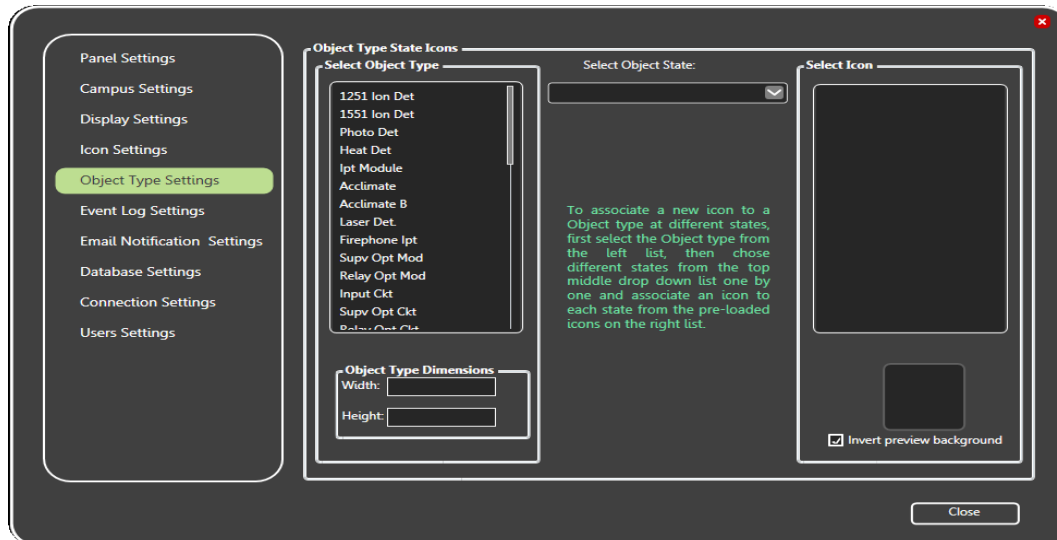 Panel Settings
Campus Settings
Display Settings
Icon Settings
Object Type Settings
Event Log Settings
Email Notification Settings
Database Settings
Connection Settings
Users Settings
Object Type State Icons
Select Object Type
1251 Ion Det
1551 Ion Det
Photo Det
Heat Det
Ipt Module
Acclimate
Acclimate B
Laser Det.
Firephone Ipt
Supv Opt Mod
Relay Opt Mod
Input Ckt
Supv Opt Ckt
Relay Opt Ckt
Object Type Dimensions
Width:
Height:
Select Object State:
To associate a new icon to a
Object type at different states,
first select the Object type from
the left list, then chose
different states from the top
middle drop down list one by
one and associate an icon to
each state from the pre-loaded
icons on the right list.
Select Icon
Invert preview background
Close